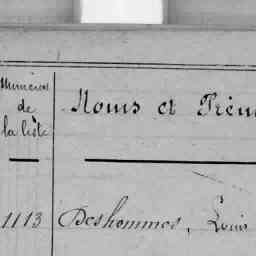 Numéros
de
la liste
Noms et Prén
1113 Deshommes, Louis